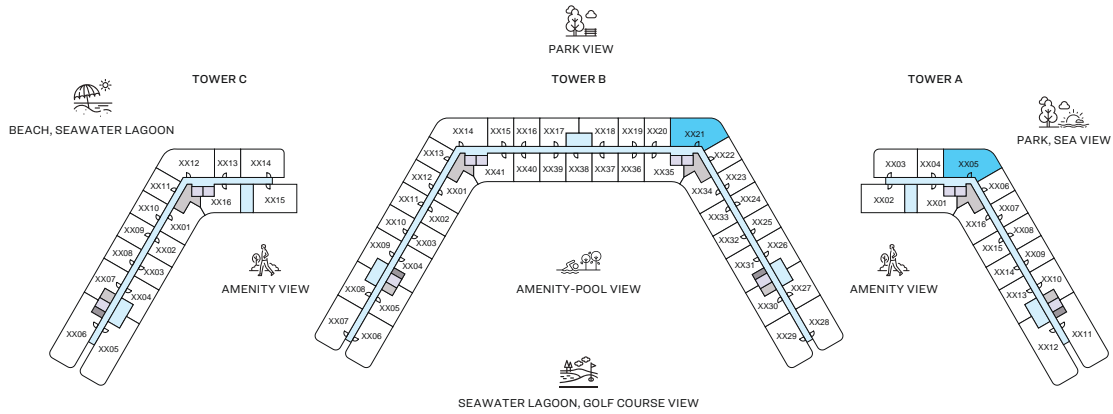 PARK VIEW
TOWER C
TOWER B
TOWER A
BEACH, SEAWATER LAGOON
PARK, SEA VIEW
XX12
XX13
XX14
XX11
XX10
XX09
XX08
XX07
XX06
XX05
XX04
XX03
XX02
XX01
XX16
XX15
XX14
XX15
XX16
XX17
XX18
XX19
XX20
XX21
XX13
XX12
XX11
XX10
XX09
XX08
XX07
XX06
XX05
XX04
XX03
XX02
XX01
XX41
XX40
XX39
XX38
XX37
XX36
XX35
XX34
XX33
XX32
XX31
XX30
XX29
XX22
XX23
XX24
XX25
XX26
XX27
XX28
XX03
XX04
XX05
XX02
XX01
XX06
XX07
XX08
XX09
XX10
XX11
XX12
XX13
XX14
XX15
XX16
AMENITY VIEW
AMENITY-POOL VIEW
AMENITY VIEW
SEAWATER LAGOON, GOLF COURSE VIEW